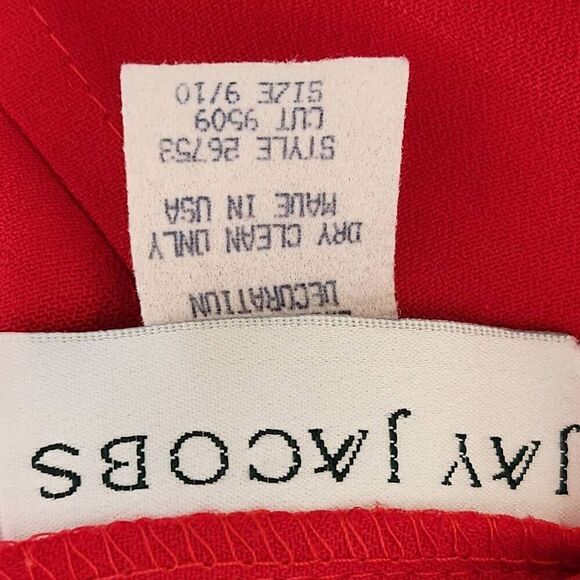 JAY JACOBS
DECORATION
DRY CLEAN ONLY
MADE IN USA
STYLE 26753
CUT 9509
SIZE 9/10